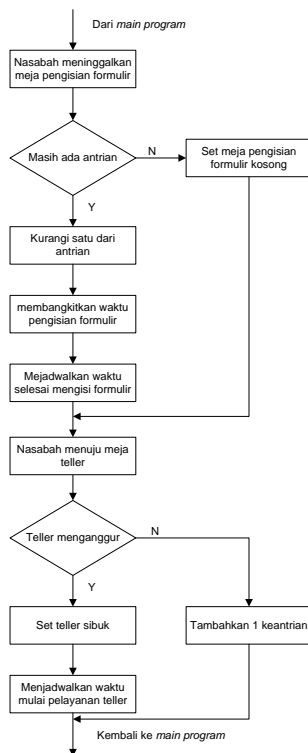 Dari main program
Nasabah meninggalkan
meja pengisian formulir
Masih ada antrian
N
Set meja pengisian
formulir kosong
Y
Kurangi satu dari
antrian
membangkitkan waktu
pengisian formulir
Mejadwalkan waktu
selesai mengisi formulir
Nasabah menuju meja
teller
Teller menganggur
N
Y
Set teller sibuk
Tambahkan 1 keantrian
Menjadwalkan waktu
mulai pelayanan teller
Kembali ke main program